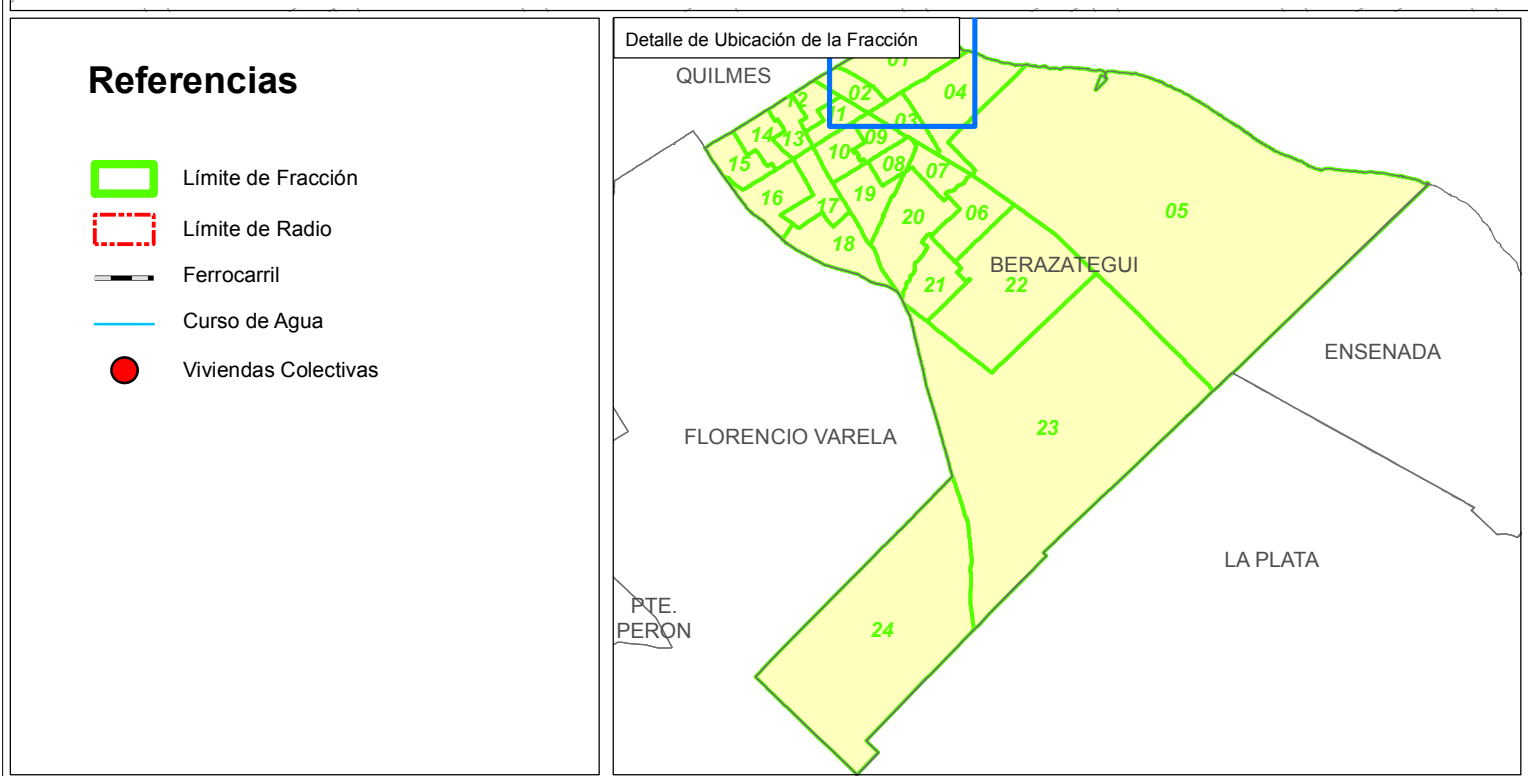 Referencias
Límite de Fracción
Límite de Radio
Ferrocarril
Curso de Agua
Viviendas Colectivas
Detalle de Ubicación de la Fracción
QUILMES
01
02
04
12
11
03
14
13
09
10
15
08
07
16
19
17
06
05
20
18
BERAZATEGUI
21
22
ENSENADA
23
FLORENCIO VARELA
LA PLATA
PTE.
PERON
24